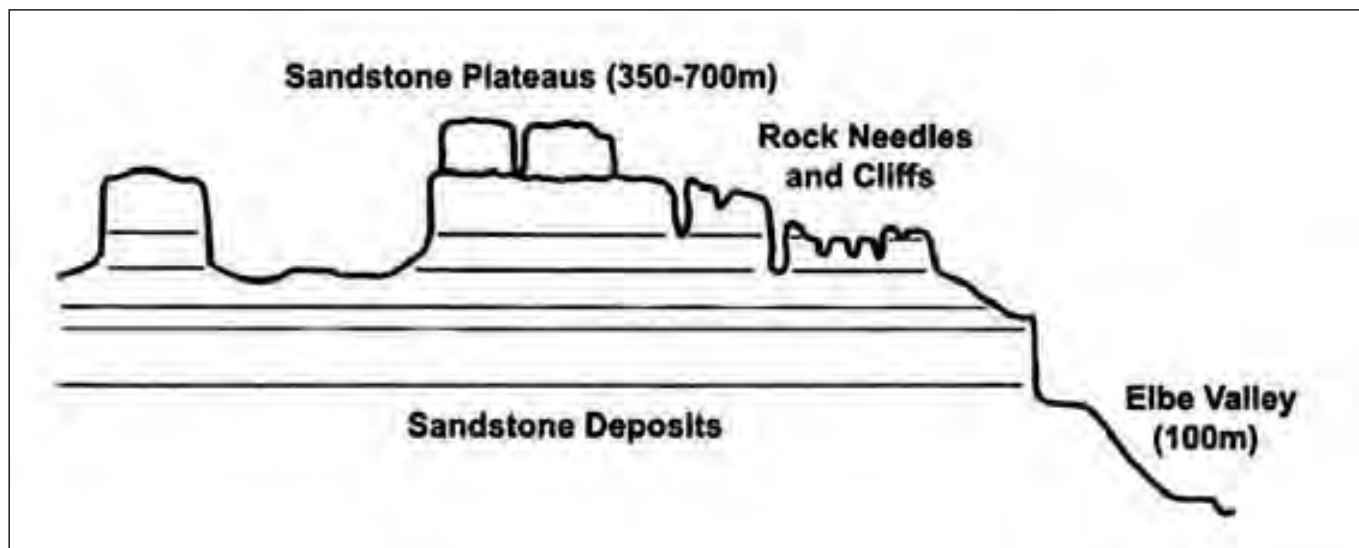 Sandstone Plateaus (350-700m)
Rock Needles
and Cliffs
Elbe Valley
(100m)
Sandstone Deposits